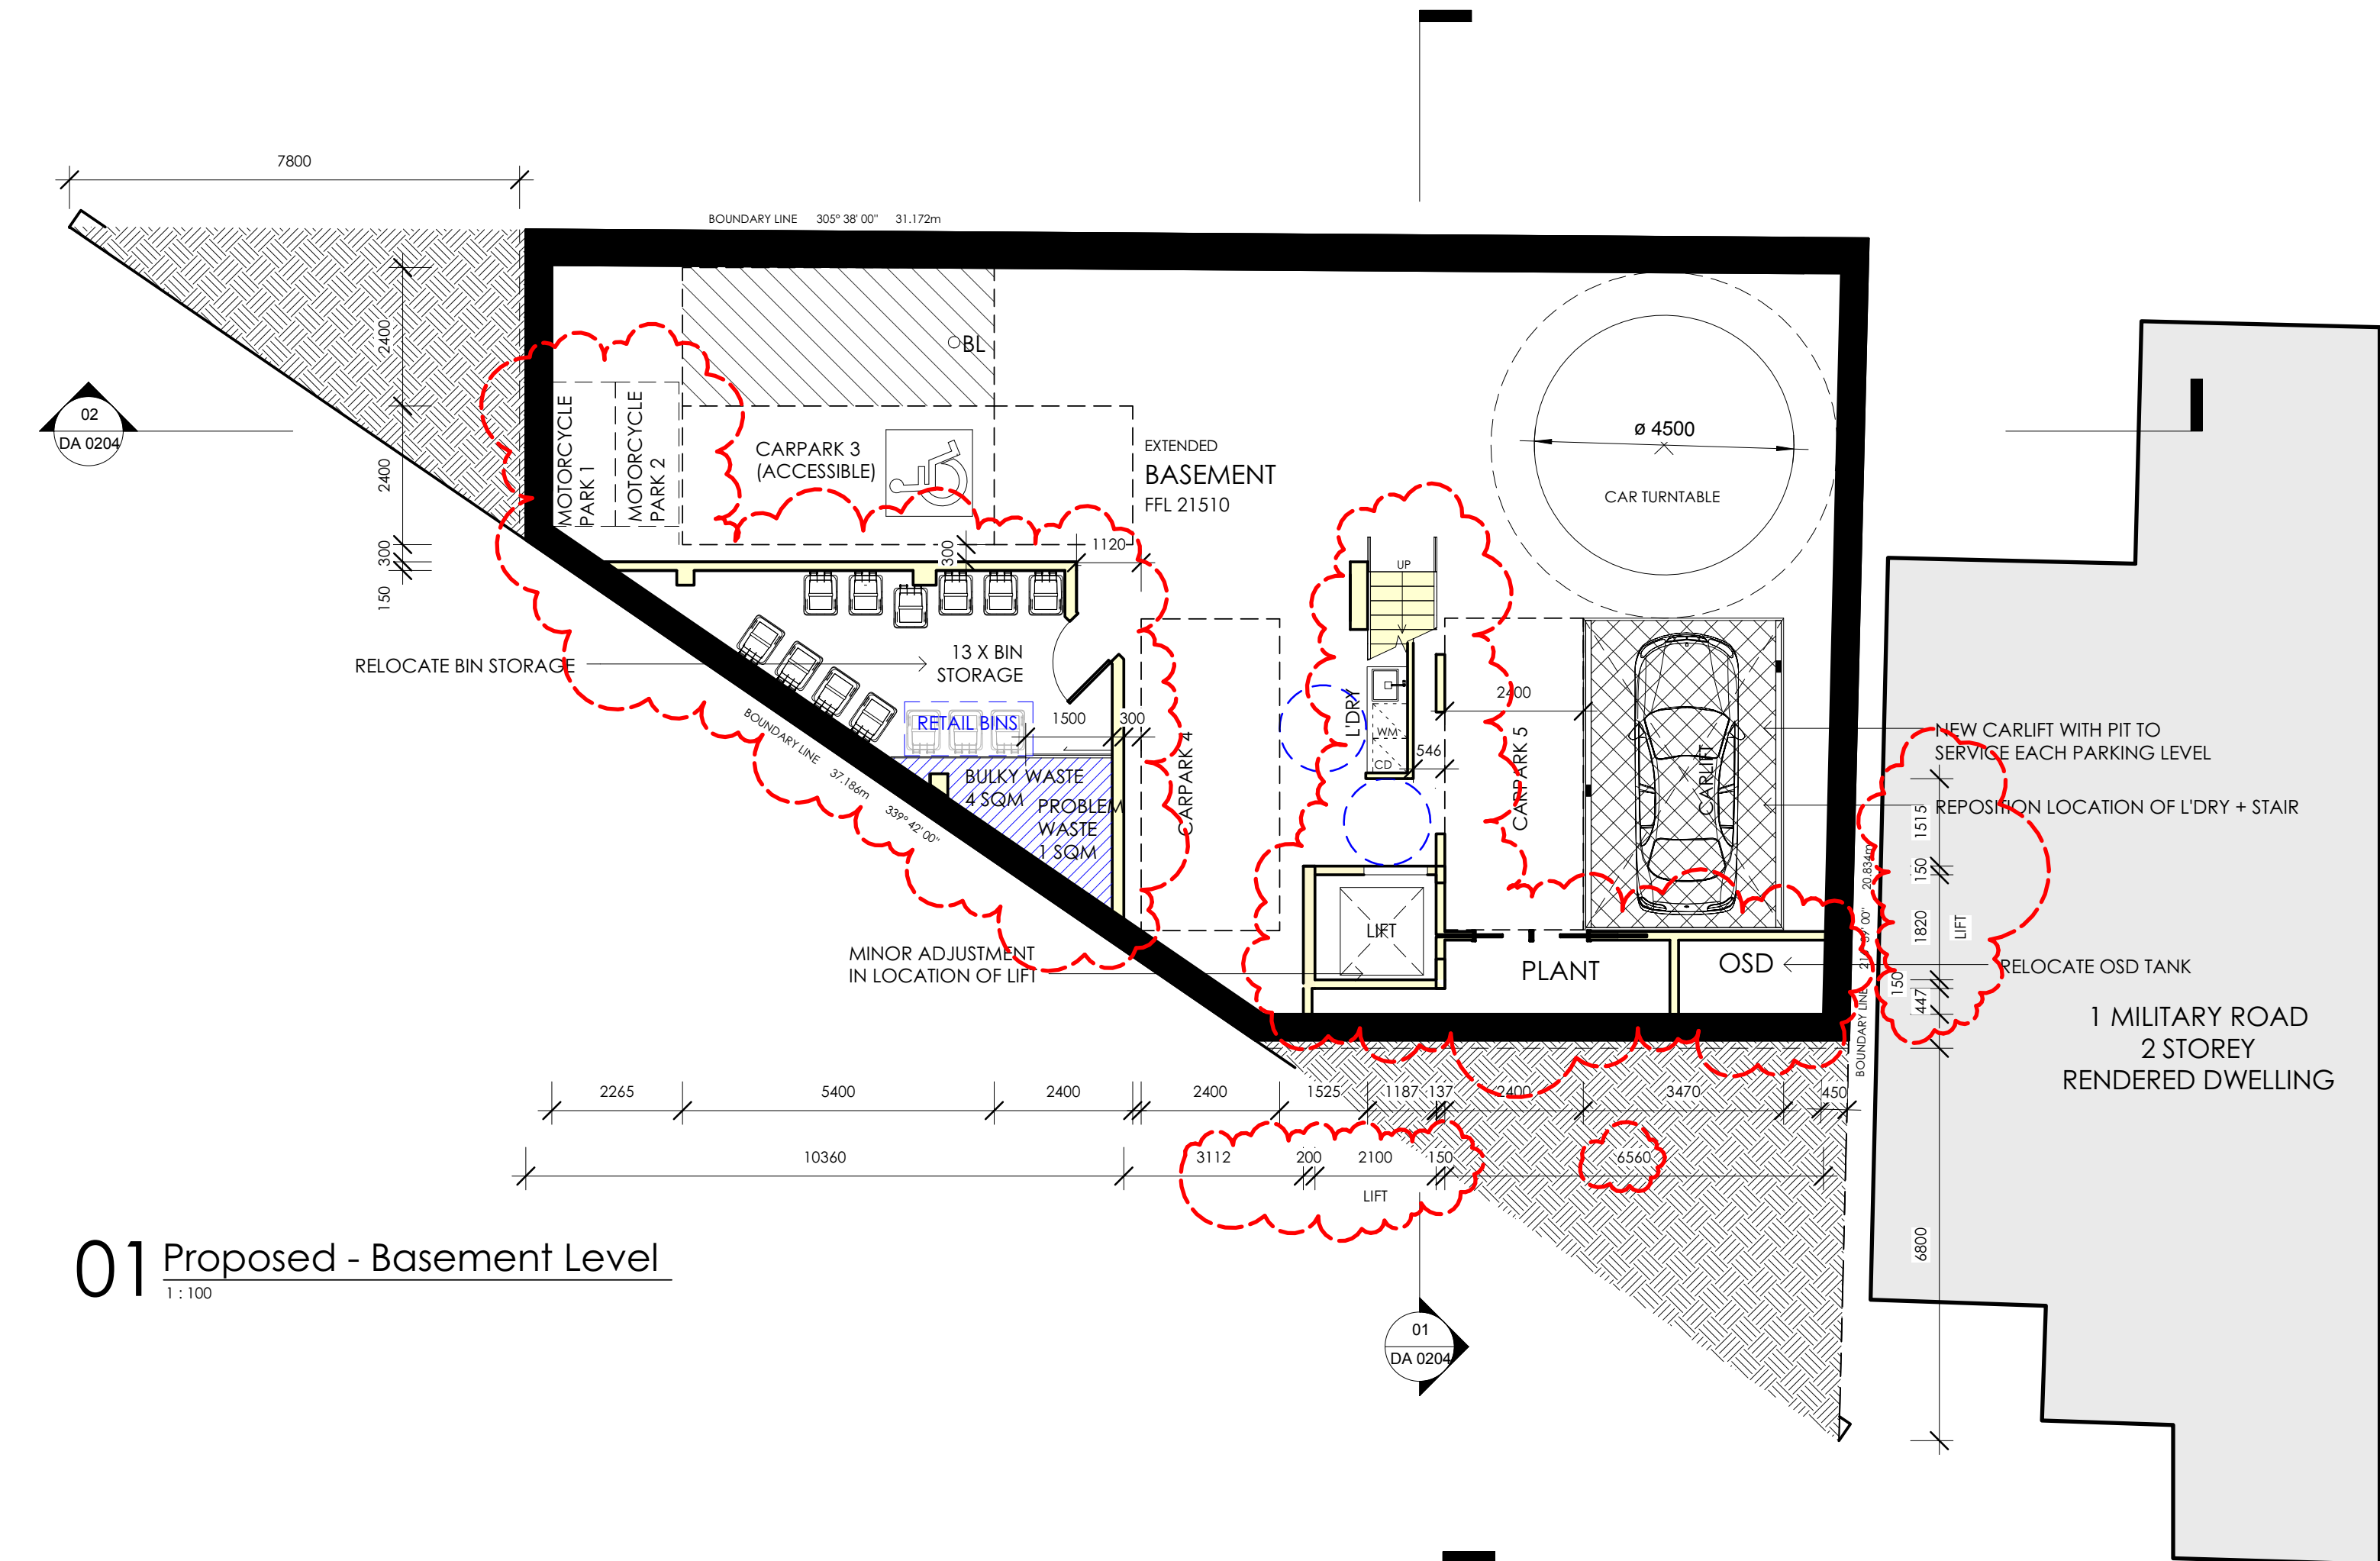 7800
BOUNDARY LINE 305° 38' 00" 31.172m
02
DA 0204
2400
2400
300
150
MOTORCYCLE
PARK 1
MOTORCYCLE
PARK 2
BL
CARPARK 3
(ACCESSIBLE)
EXTENDED
BASEMENT
FFL 21510
ø 4500
CAR TURNTABLE
300
1120
UP
RELOCATE BIN STORAGE
13 X BIN
STORAGE
RETAIL BINS
1500
300
BULKY WASTE
4 SQM
PROBLEM
WASTE
1 SQM
BOUNDARY LINE 37.186m 339° 42' 00"
CARPARK 4
L'DRY
WM
CD
546
2400
CARPARK 5
CARLIFT
NEW CARLIFT WITH PIT TO
SERVICE EACH PARKING LEVEL
REPOSITION LOCATION OF L'DRY + STAIR
1515
150
1820
LIFT
150
447
6800
BOUNDARY LINE
20.834m
MINOR ADJUSTMENT
IN LOCATION OF LIFT
LIFT
PLANT
OSD
RELOCATE OSD TANK
1 MILITARY ROAD
2 STOREY
RENDERED DWELLING
2265
5400
2400
2400
1525
1187
137
2400
3470
450
10360
3112
200
2100
150
6560
LIFT
01 Proposed - Basement Level
1 : 100
01
DA 0204